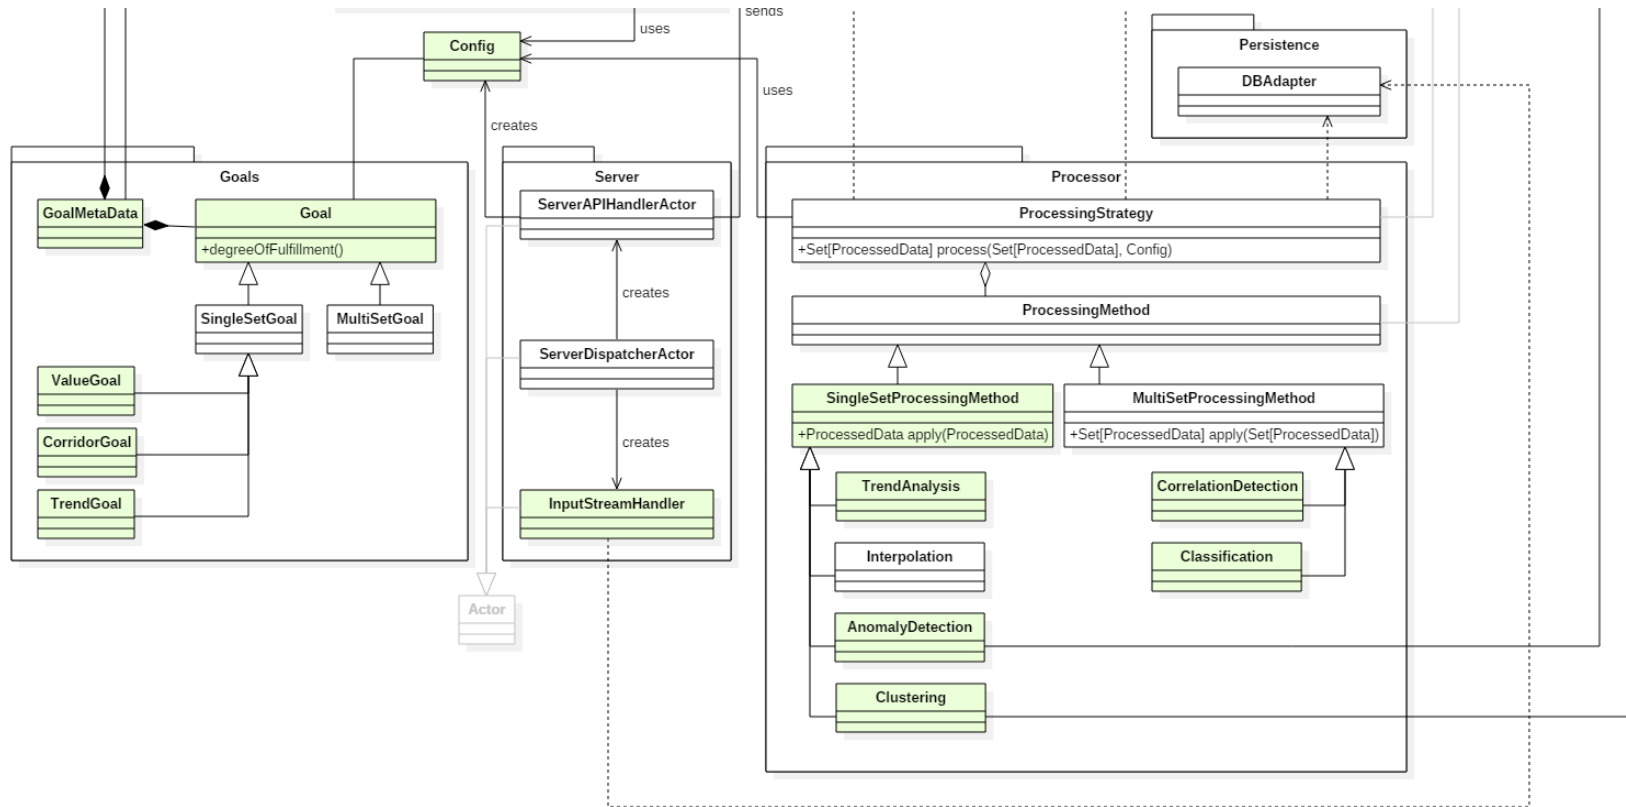 sends
uses
Config
Persistence
DBAdapter
uses
creates
Goals
Server
Processor
GoalMetaData
Goal
+degreeOfFulfillment()
ServerAPIHandlerActor
ProcessingStrategy
+Set[ProcessedData] process(Set[ProcessedData], Config)
creates
SingleSetGoal
MultiSetGoal
ProcessingMethod
ServerDispatcherActor
ValueGoal
SingleSetProcessingMethod
+ProcessedData apply(ProcessedData)
MultiSetProcessingMethod
+Set[ProcessedData] apply(Set[ProcessedData])
CorridorGoal
creates
TrendGoal
InputStreamHandler
TrendAnalysis
CorrelationDetection
Interpolation
Classification
Actor
AnomalyDetection
Clustering